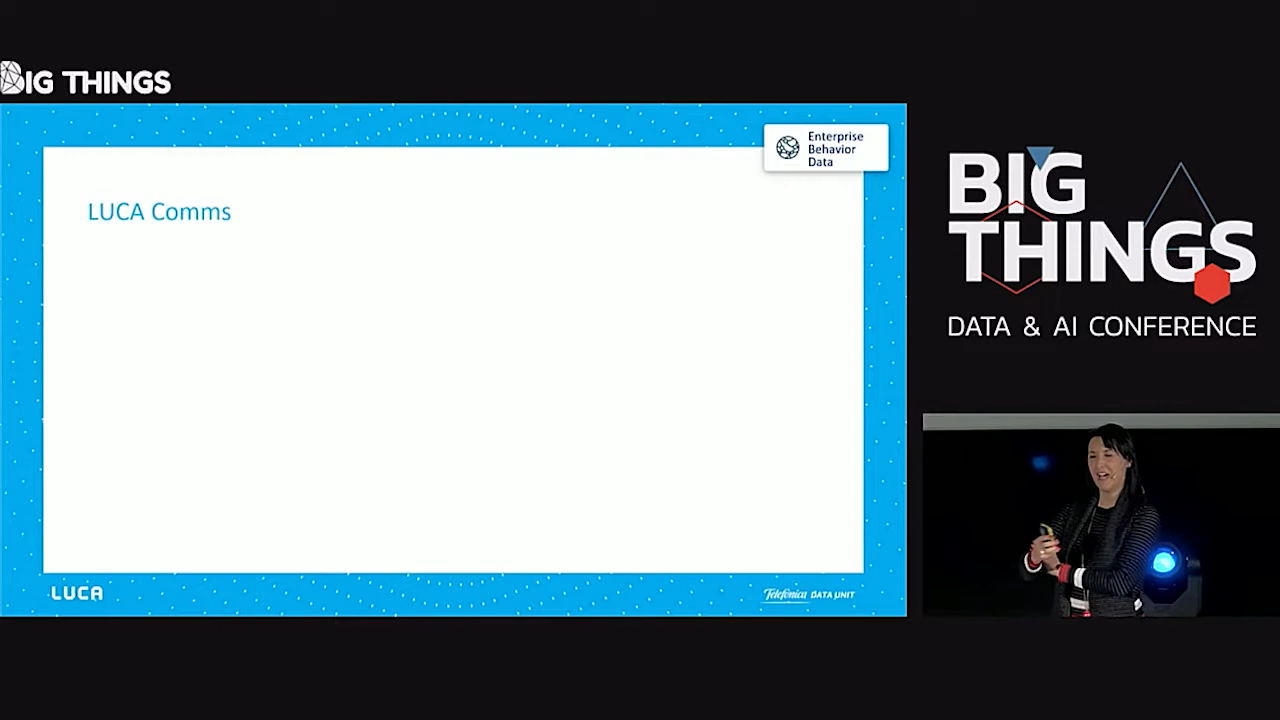 BIG THINGS
Enterprise
Behavior
Data
LUCA Comms
LUCA
Telefónica DATA UNIT
BIG
THINGS
DATA & AI CONFERENCE